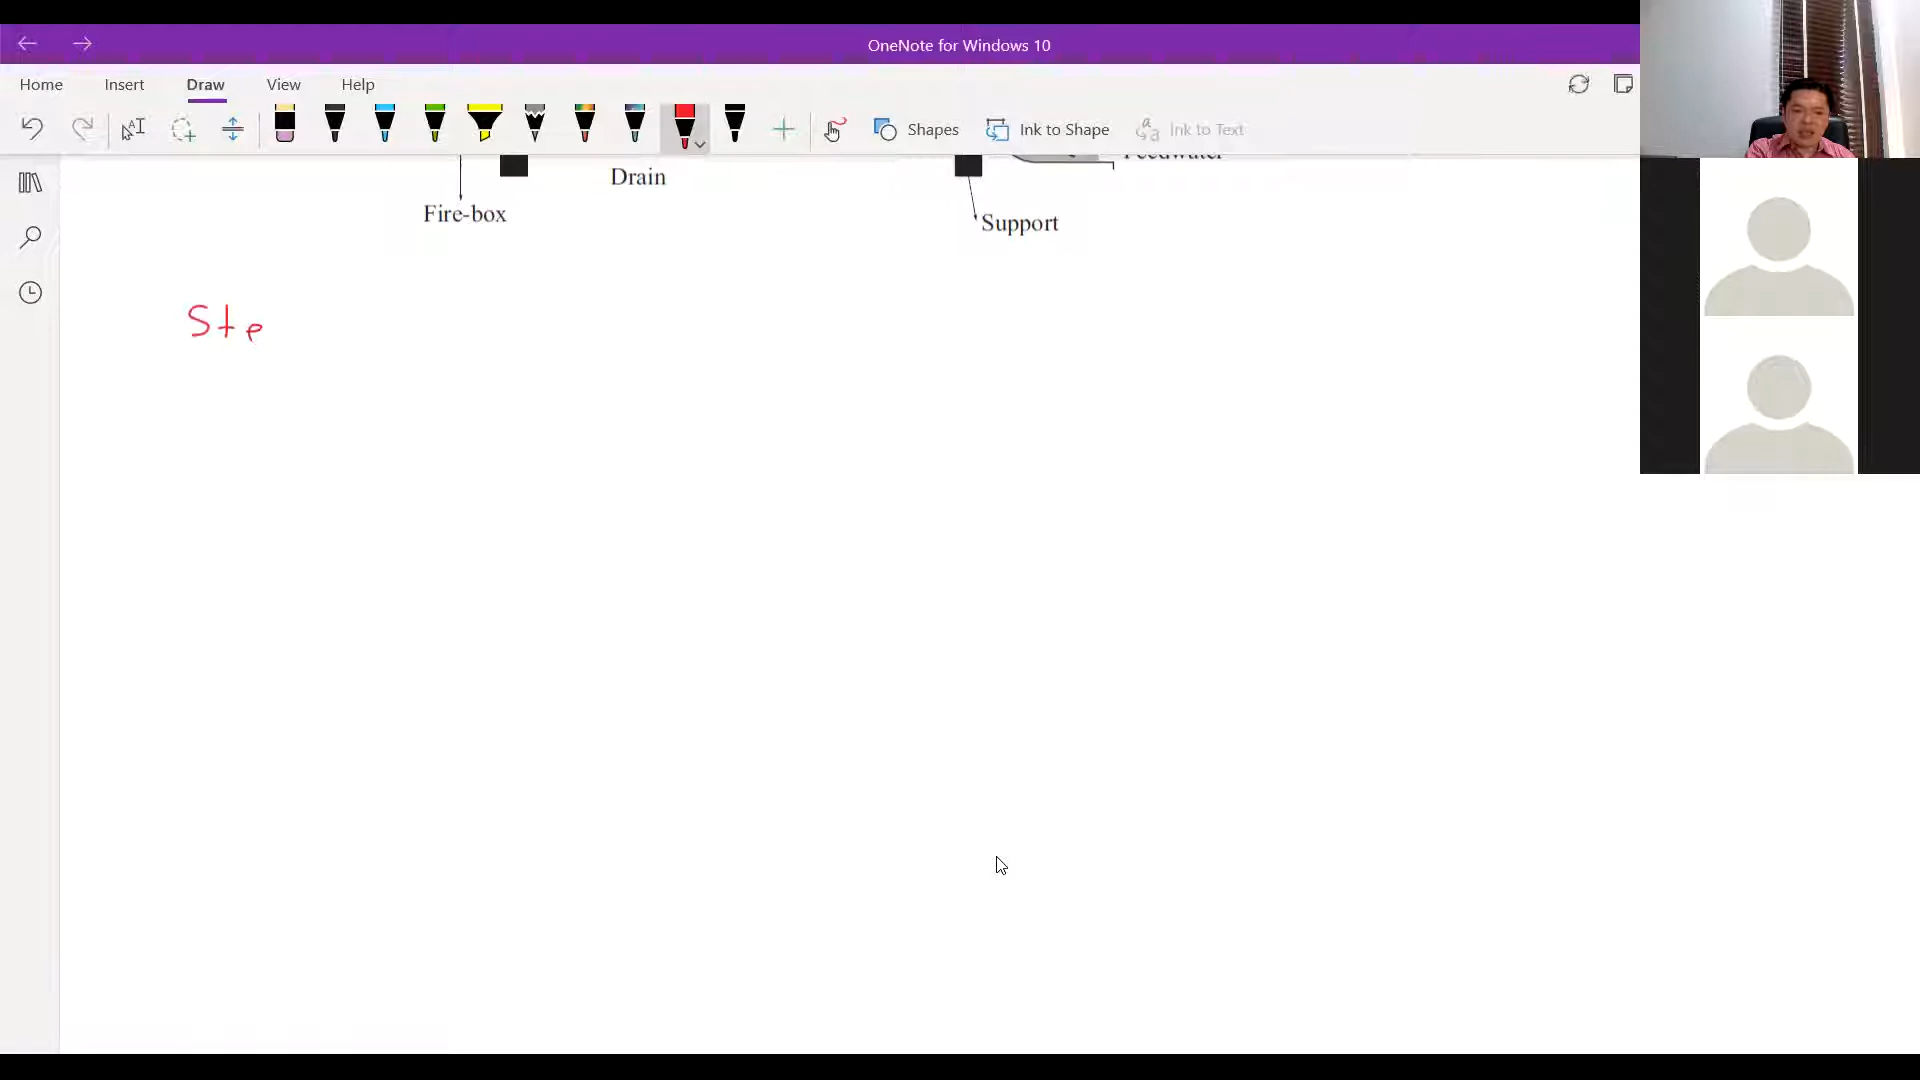 OneNote for Windows 10
Home Insert Draw View Help
Shapes Ink to Shape Ink to Text
Feedwater
Drain
Fire-box
Support
Ste